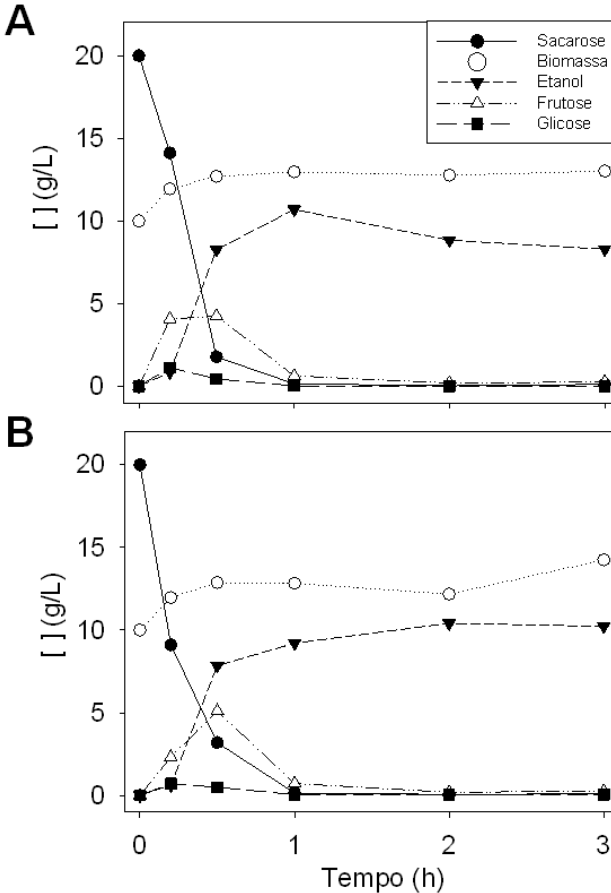 A
Sacarose
Biomassa
Etanol
Frutose
Glicose
[ ] (g/L)
20
15
10
5
0
B
[ ] (g/L)
20
15
10
5
0
0
1
2
3
Tempo (h)